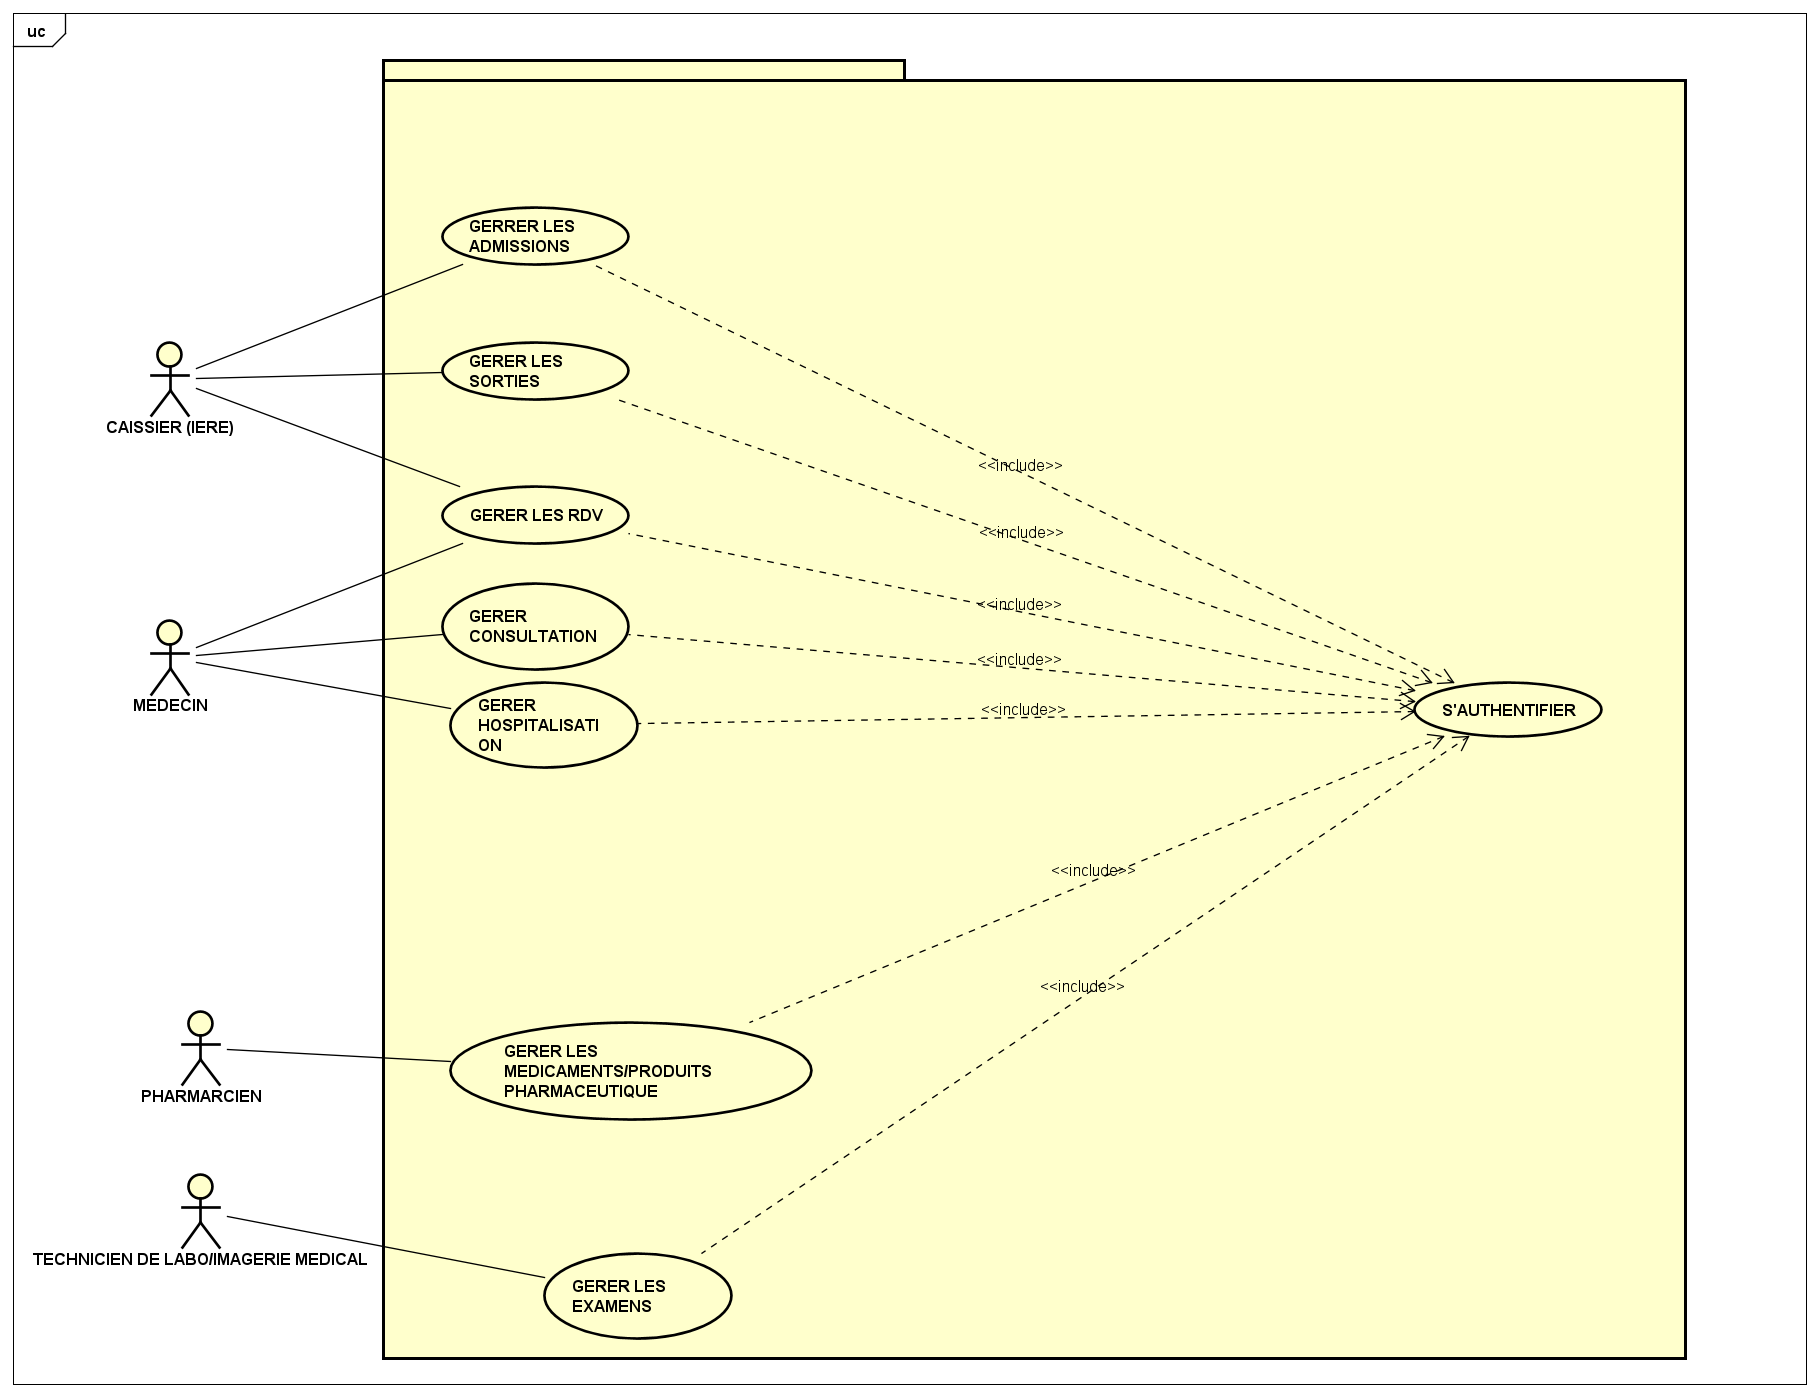 uc
GERRER LES
ADMISSIONS
GERER LES
SORTIES
CAISSIER (IERE)
<<include>>
GERER LES RDV
<<include>>
<<include>>
GERER
CONSULTATION
<<include>>
MEDECIN
GERER
HOSPITALISATI
ON
<<include>>
S'AUTHENTIFIER
<<include>>
<<include>>
GERER LES
MEDICAMENTS/PRODUITS
PHARMACEUTIQUE
PHARMARCIEN
TECHNICIEN DE LABO/IMAGERIE MEDICAL
GERER LES
EXAMENS